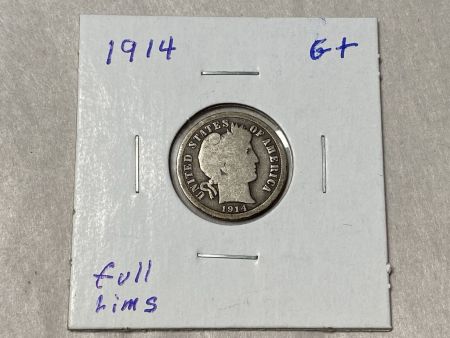 1914 G+
UNITED STATES OF AMERICA
1914
full
Rims